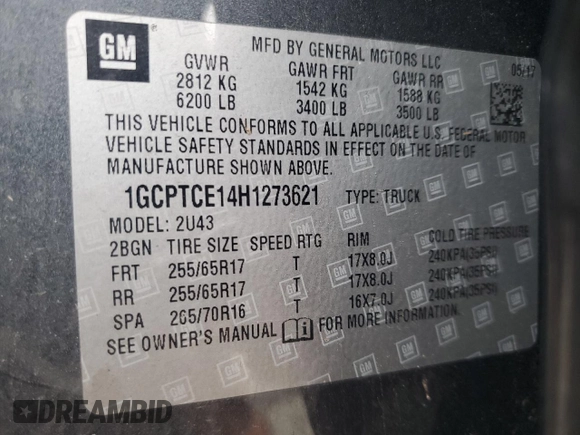 GM
MFD BY GENERAL MOTORS LLC
GVWR GAWR FRT GAWR RR 05/17
2812 KG 1542 KG 1588 KG
6200 LB 3400 LB 3500 LB
THIS VEHICLE CONFORMS TO ALL APPLICABLE U.S. FEDERAL MOTOR
VEHICLE SAFETY STANDARDS IN EFFECT ON THE DATE OF
MANUFACTURE SHOWN ABOVE.
1GCPTCE14H1273621 TYPE: TRUCK
MODEL: 2U43
2BGN TIRE SIZE SPEED RTG RIM COLD TIRE PRESSURE
FRT 255/65R17 T 17X8.0J 240KPA(35PSI)
RR 255/65R17 T 17X8.0J 240KPA(35PSI)
SPA 265/70R16 T 16X7.0J 240KPA(35PSI)
SEE OWNER'S MANUAL FOR MORE INFORMATION.
DREAMBID